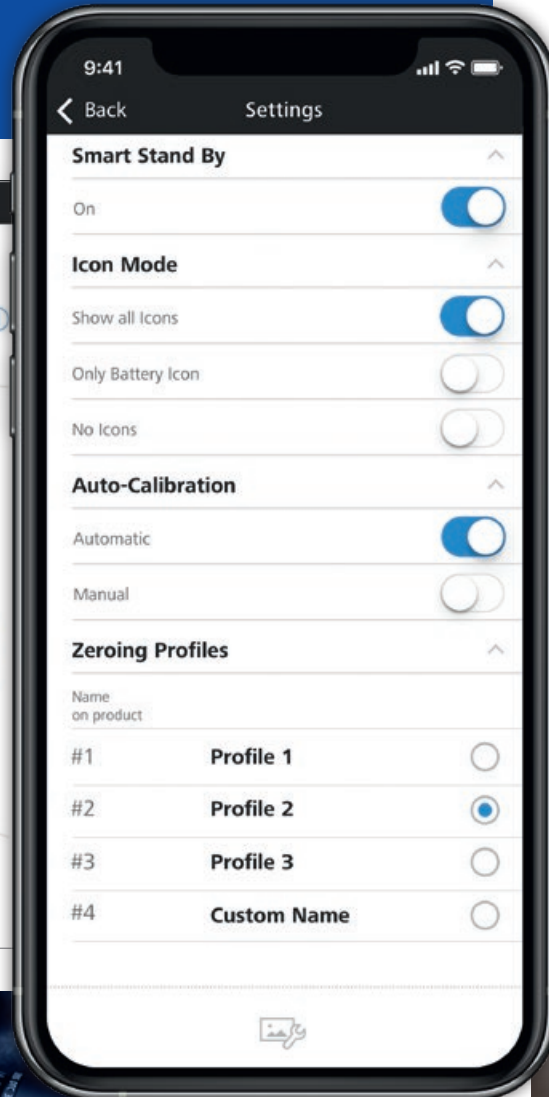 9:41
Back Settings
Smart Stand By
On
Icon Mode
Show all Icons
Only Battery Icon
No Icons
Auto-Calibration
Automatic
Manual
Zeroing Profiles
Name
on product
#1 Profile 1
#2 Profile 2
#3 Profile 3
#4 Custom Name